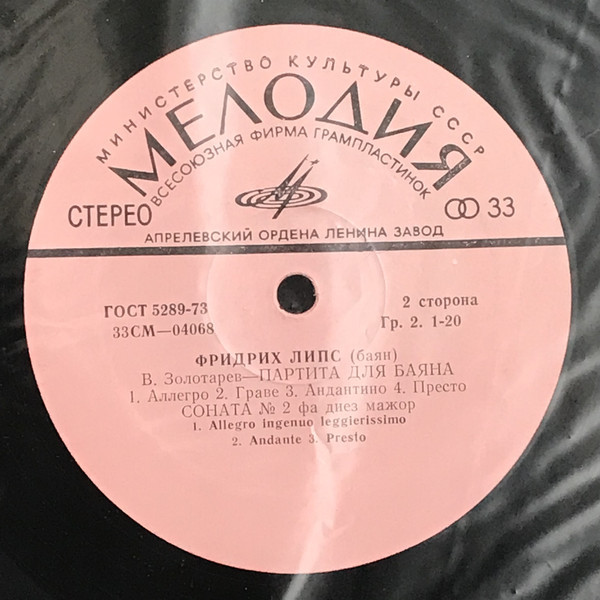 МИНИСТЕРСТВО КУЛЬТУРЫ СССР
МЕЛОДИЯ
ВСЕСОЮЗНАЯ ФИРМА ГРАМПЛАСТИНОК
СТЕРЕО
33
АПРЕЛЕВСКИЙ ОРДЕНА ЛЕНИНА ЗАВОД
ГОСТ 5289-73
2 сторона
33СМ—04068
Гр. 2. 1-20
ФРИДРИХ ЛИПС (баян)
В. Золотарев—ПАРТИТА ДЛЯ БАЯНА
1. Аллегро 2. Граве 3. Андантино 4. Престо
СОНАТА № 2 фа диез мажор
1. Allegro ingenuo leggierissimo
2. Andante 3. Presto